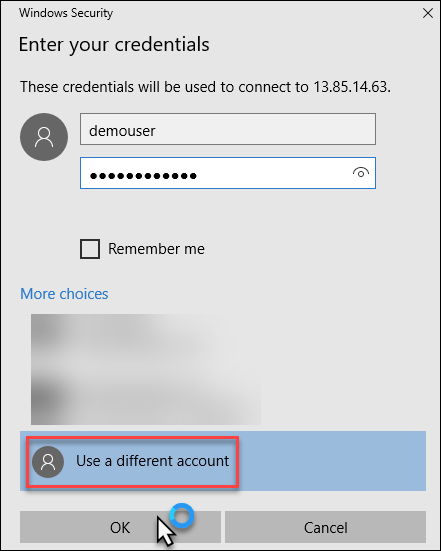 Windows Security
Enter your credentials
These credentials will be used to connect to 13.85.14.63.
demouser
●●●●●●●●●●●●
Remember me
More choices
Use a different account
OK
Cancel